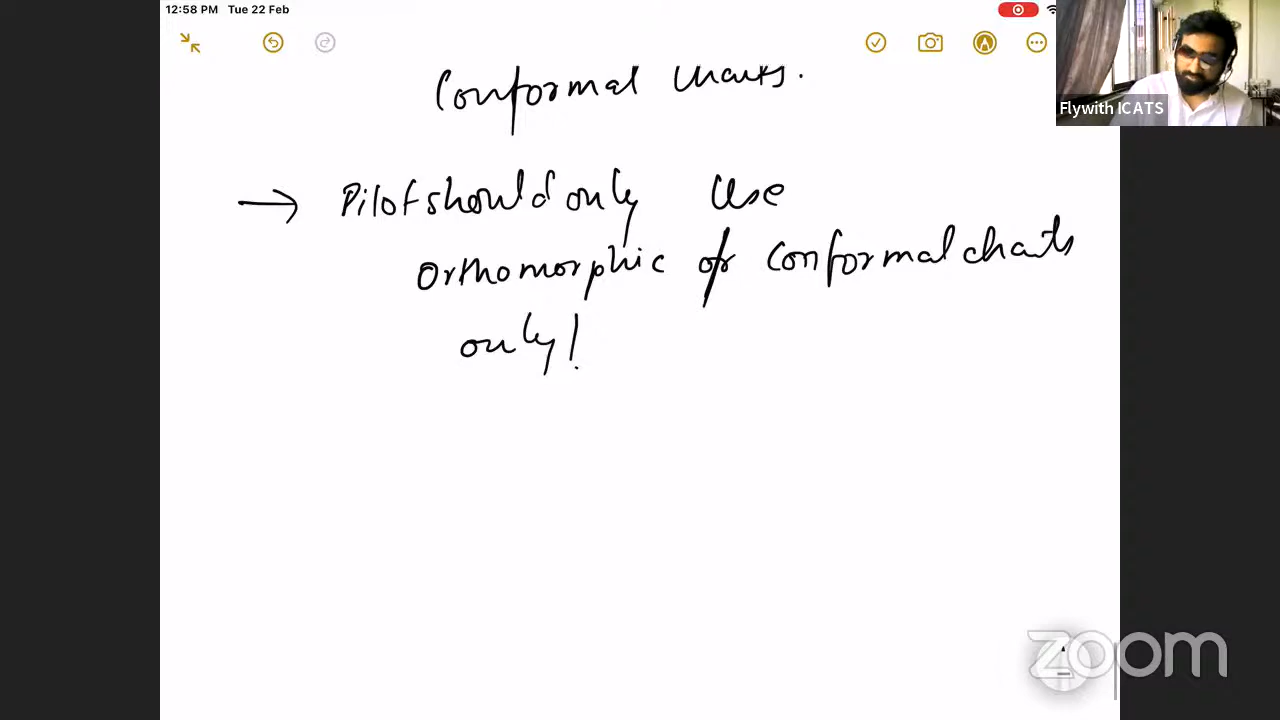 12:58 PM Tue 22 Feb
Flywith ICATS
Conformal charts.
→ Pilot should only use
Orthomorphic or conformal charts
only!
zoom